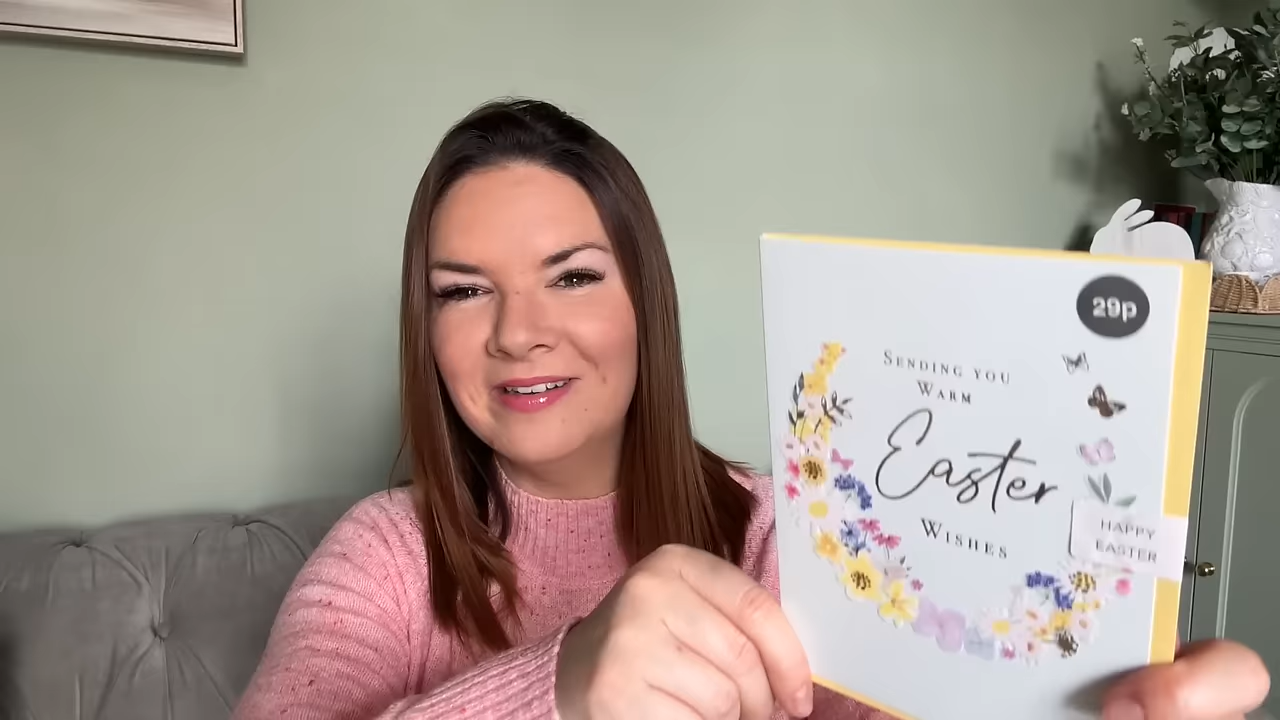 29p
SENDING YOU
WARM
Easter
WISHES
HAPPY
EASTER